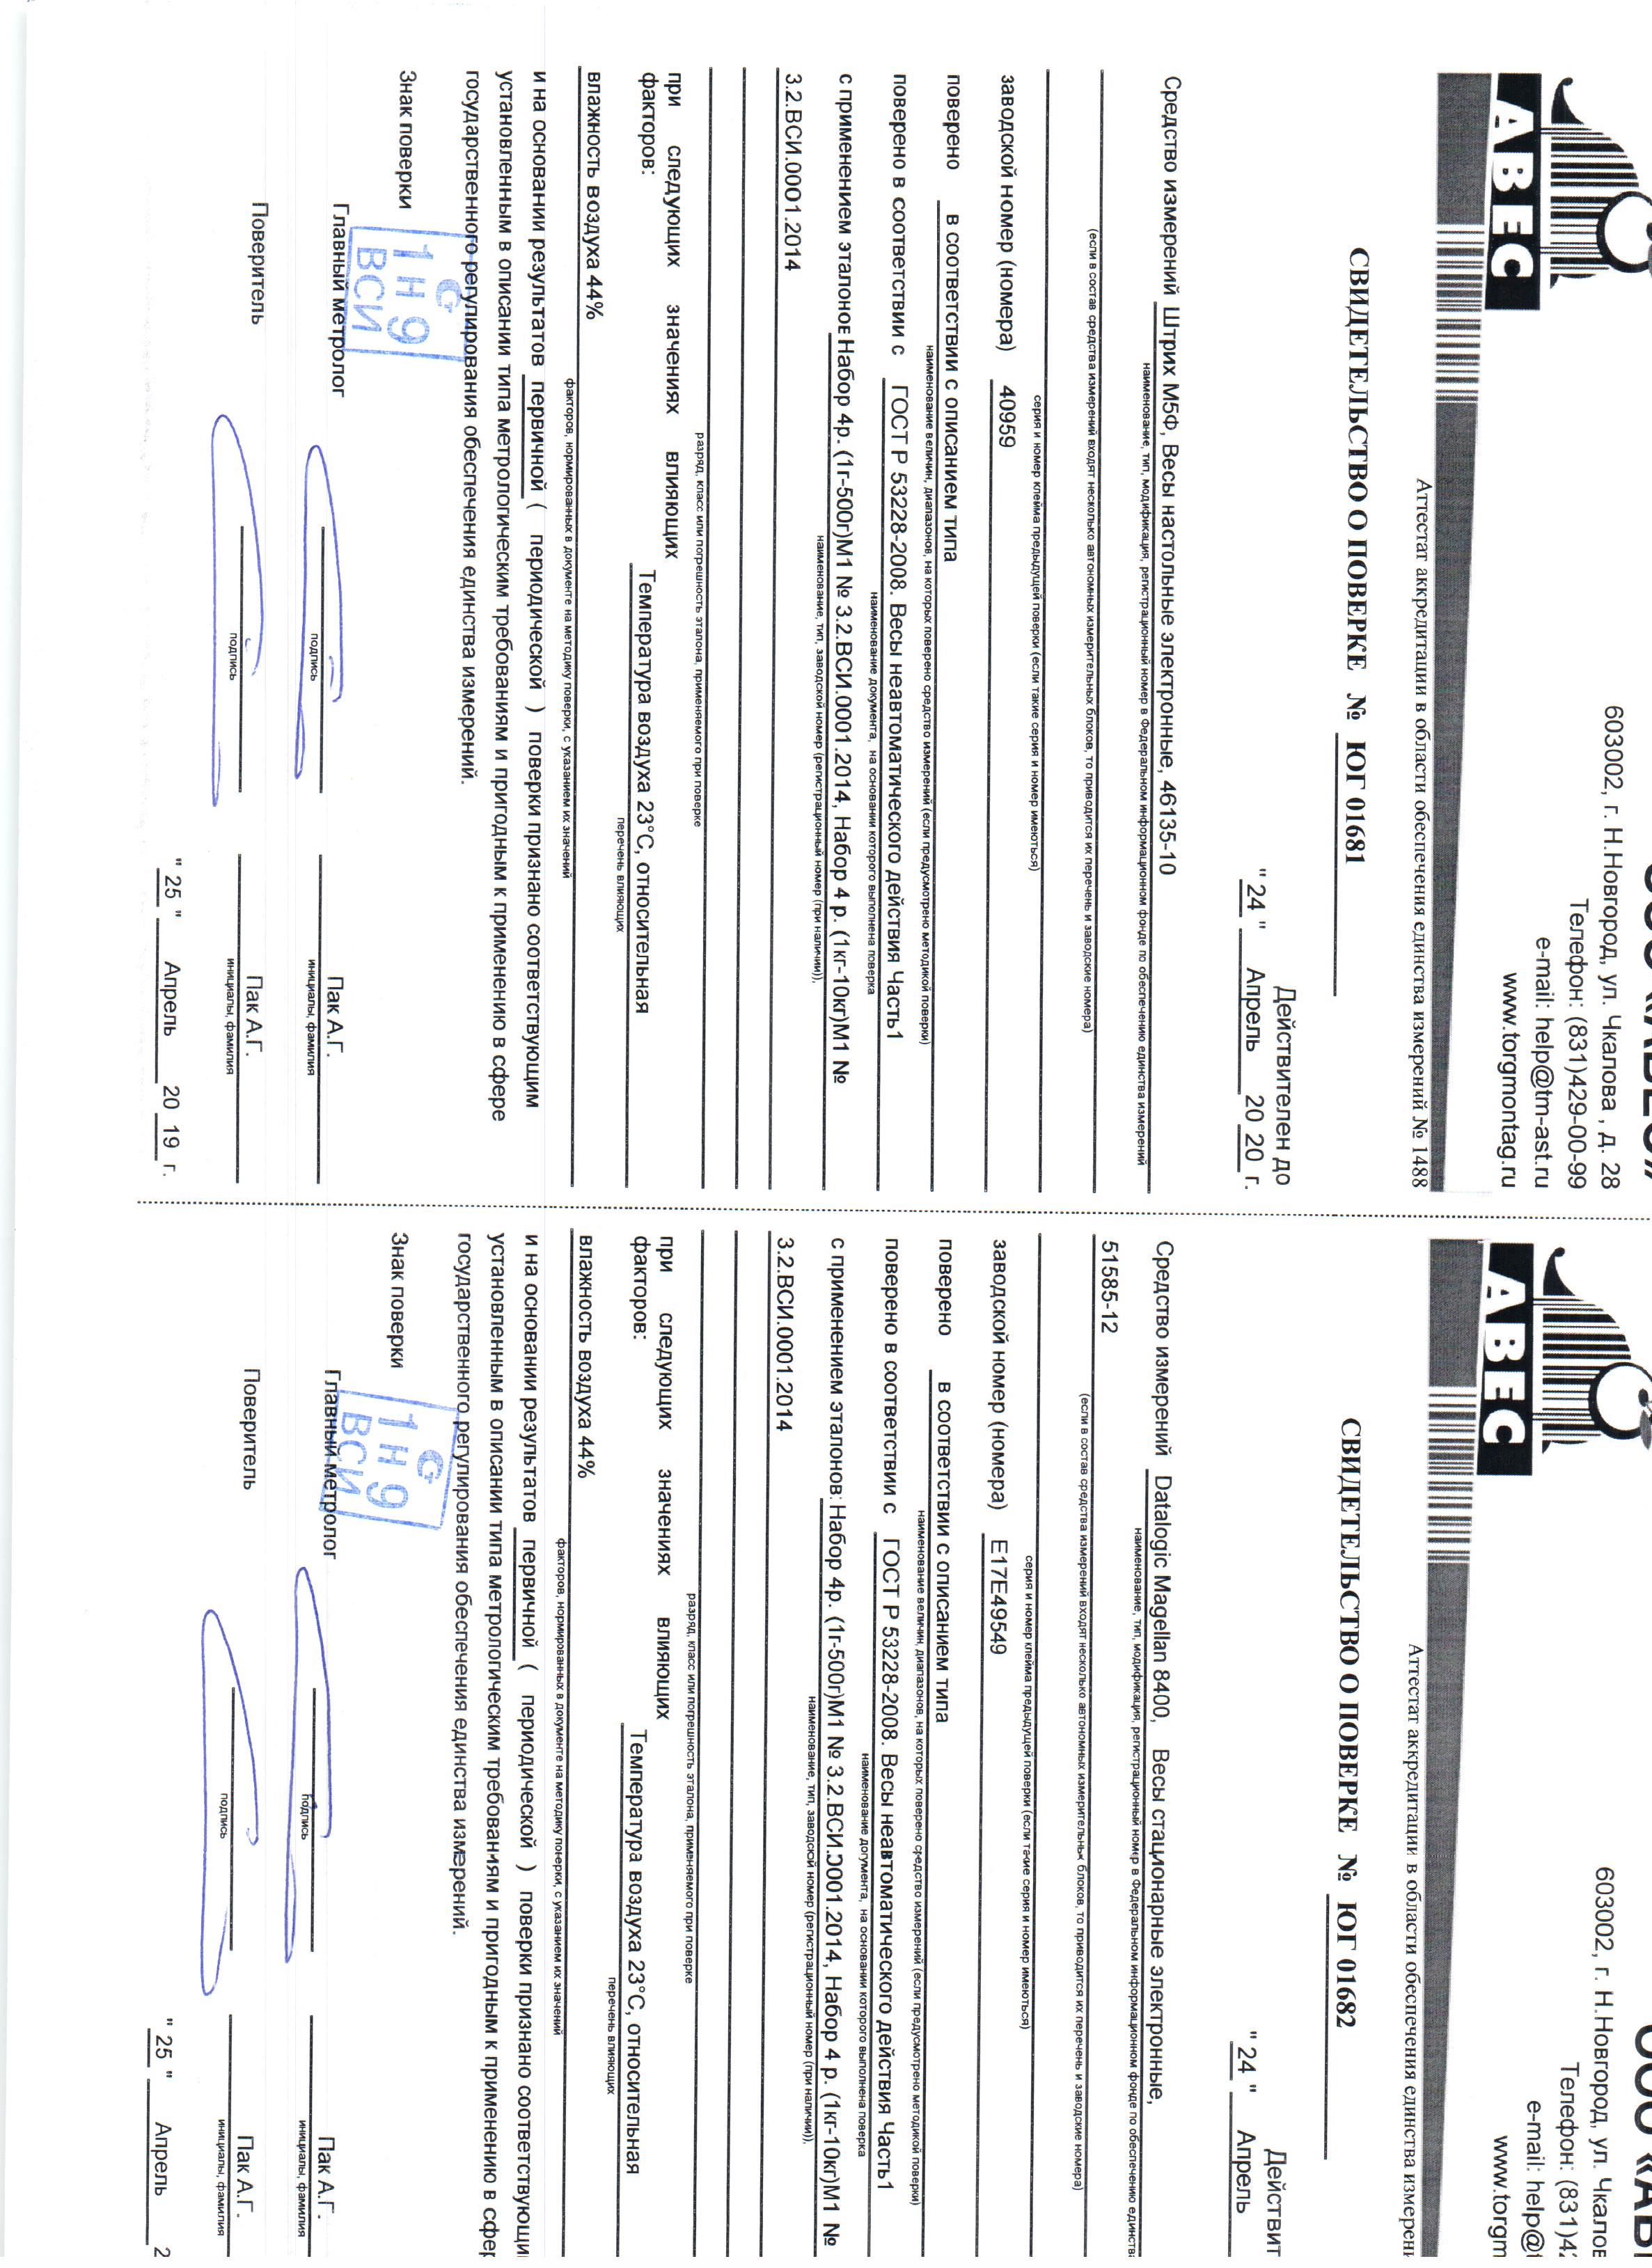 ООО «АВЕС»
603002, г. Н.Новгород, ул. Чкалова , д. 28
Телефон: (831)429-00-99
e-mail: help@tm-ast.ru
www.torgmontag.ru
АВЕС
Аттестат аккредитации в области обеспечения единства измерений № 1488
СВИДЕТЕЛЬСТВО О ПОВЕРКЕ № ЮГ 01681
Действителен до
" 24 " Апрель 20 20 г.
Средство измерений Штрих М5Ф, Весы настольные электронные, 46135-10
наименование, тип, модификация, регистрационный номер в Федеральном информационном фонде по обеспечению единства измерений
(если в состав средства измерений входят несколько автономных измерительных блоков, то приводится их перечень и заводские номера)
серия и номер клейма предыдущей поверки (если такие серия и номер имеються)
заводской номер (номера) 40959
поверено в соответствии с описанием типа
наименование величин, диапазонов, на которых поверено средство измерений (если предусмотрено методикой поверки)
поверено в соответствии с ГОСТ Р 53228-2008. Весы неавтоматического действия Часть1
наименование документа, на основании которого выполнена поверка
с применением эталонов Набор 4р. (1г-500г)М1 № 3.2.ВСИ.0001.2014, Набор 4 р. (1кг-10кг)М1 №
наименование, тип, заводской номер (регистрационный номер (при наличии)),
3.2.ВСИ.0001.2014
разряд, класс или погрешность эталона, применяемого при поверке
при следующих значениях влияющих
факторов: Температура воздуха 23°С, относительная
перечень влияющих
влажность воздуха 44%
факторов, нормированных в документе на методику поверки, с указанием их значений
и на основании результатов первичной ( периодической ) поверки признано соответствующим
установленным в описании типа метрологическим требованиям и пригодным к применению в сфере
государственного регулирования обеспечения единства измерений.
Знак поверки
1 Н 9
ВСИ
Главный метролог Пак А.Г.
подпись инициалы, фамилия
Поверитель Пак А.Г.
подпись инициалы, фамилия
" 25 " Апрель 20 19 г.
ООО «АВ
603002, г. Н.Новгород, ул. Чкалов
Телефон: (831)42
e-mail: help@t
www.torgm
АВЕС
Аттестат аккредитации в области обеспечения единства измерени
СВИДЕТЕЛЬСТВО О ПОВЕРКЕ № ЮГ 01682
Действит
" 24 " Апрель
Средство измерений Datalogic Magellan 8400, Весы стационарные электронные,
наименование, тип, модификация, регистрационный номер в Федеральном информационном фонде по обеспечению единства
51585-12
(если в состав средства измерений входят несколько автономных измерительных блоков, то приводится их перечень и заводские номера)
серия и номер клейма предыдущей поверки (если такие серия и номер имеються)
заводской номер (номера) E17E49549
поверено в соответствии с описанием типа
наименование величин, диапазонов, на которых поверено средство измерений (если предусмотрено методикой поверки)
поверено в соответствии с ГОСТ Р 53228-2008. Весы неавтоматического действия Часть1
наименование документа, на основании которого выполнена поверка
с применением эталонов: Набор 4р. (1г-500г)М1 № 3.2.ВСИ.0001.2014, Набор 4 р. (1кг-10кг)М1 №
наименование, тип, заводской номер (регистрационный номер (при наличии)),
3.2.ВСИ.0001.2014
разряд, класс или погрешность эталона, применяемого при поверке
при следующих значениях влияющих
факторов: Температура воздуха 23°С, относительная
перечень влияющих
влажность воздуха 44%
факторов, нормированных в документе на методику поверки, с указанием их значений
и на основании результатов первичной ( периодической ) поверки признано соответствующи
установленным в описании типа метрологическим требованиям и пригодным к применению в сфер
государственного регулирования обеспечения единства измерений.
Знак поверки
1 Н 9
ВСИ
Главный метролог Пак А.Г.
подпись инициалы, фамилия
Поверитель Пак А.Г.
подпись инициалы, фамилия
" 25 " Апрель 2